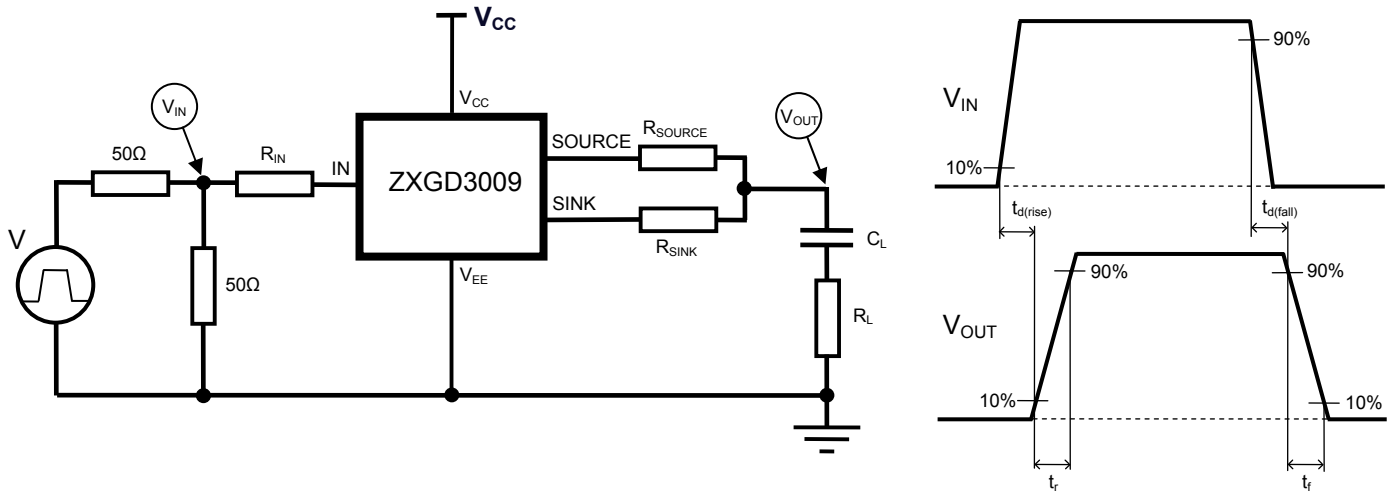 V_CC
V_CC
V_IN
V_OUT
50Ω
R_IN
IN
ZXGD3009
SOURCE
R_SOURCE
SINK
R_SINK
V
50Ω
V_EE
C_L
R_L
V_IN
90%
10%
t_d(rise)
t_d(fall)
V_OUT
90%
90%
10%
10%
t_r
t_f